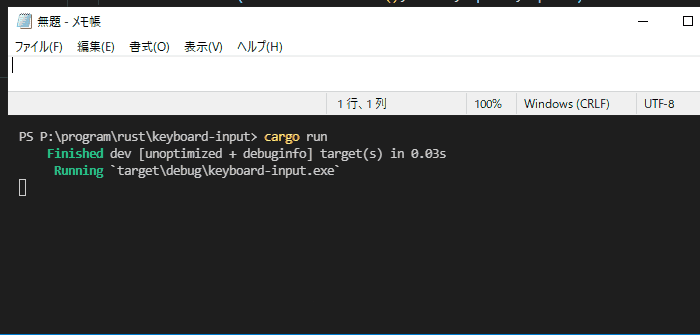 無題 - メモ帳
ファイル(F) 編集(E) 書式(O) 表示(V) ヘルプ(H)
1 行、1 列 100% Windows (CRLF) UTF-8
PS P:\program\rust\keyboard-input> cargo run
Finished dev [unoptimized + debuginfo] target(s) in 0.03s
Running `target\debug\keyboard-input.exe`